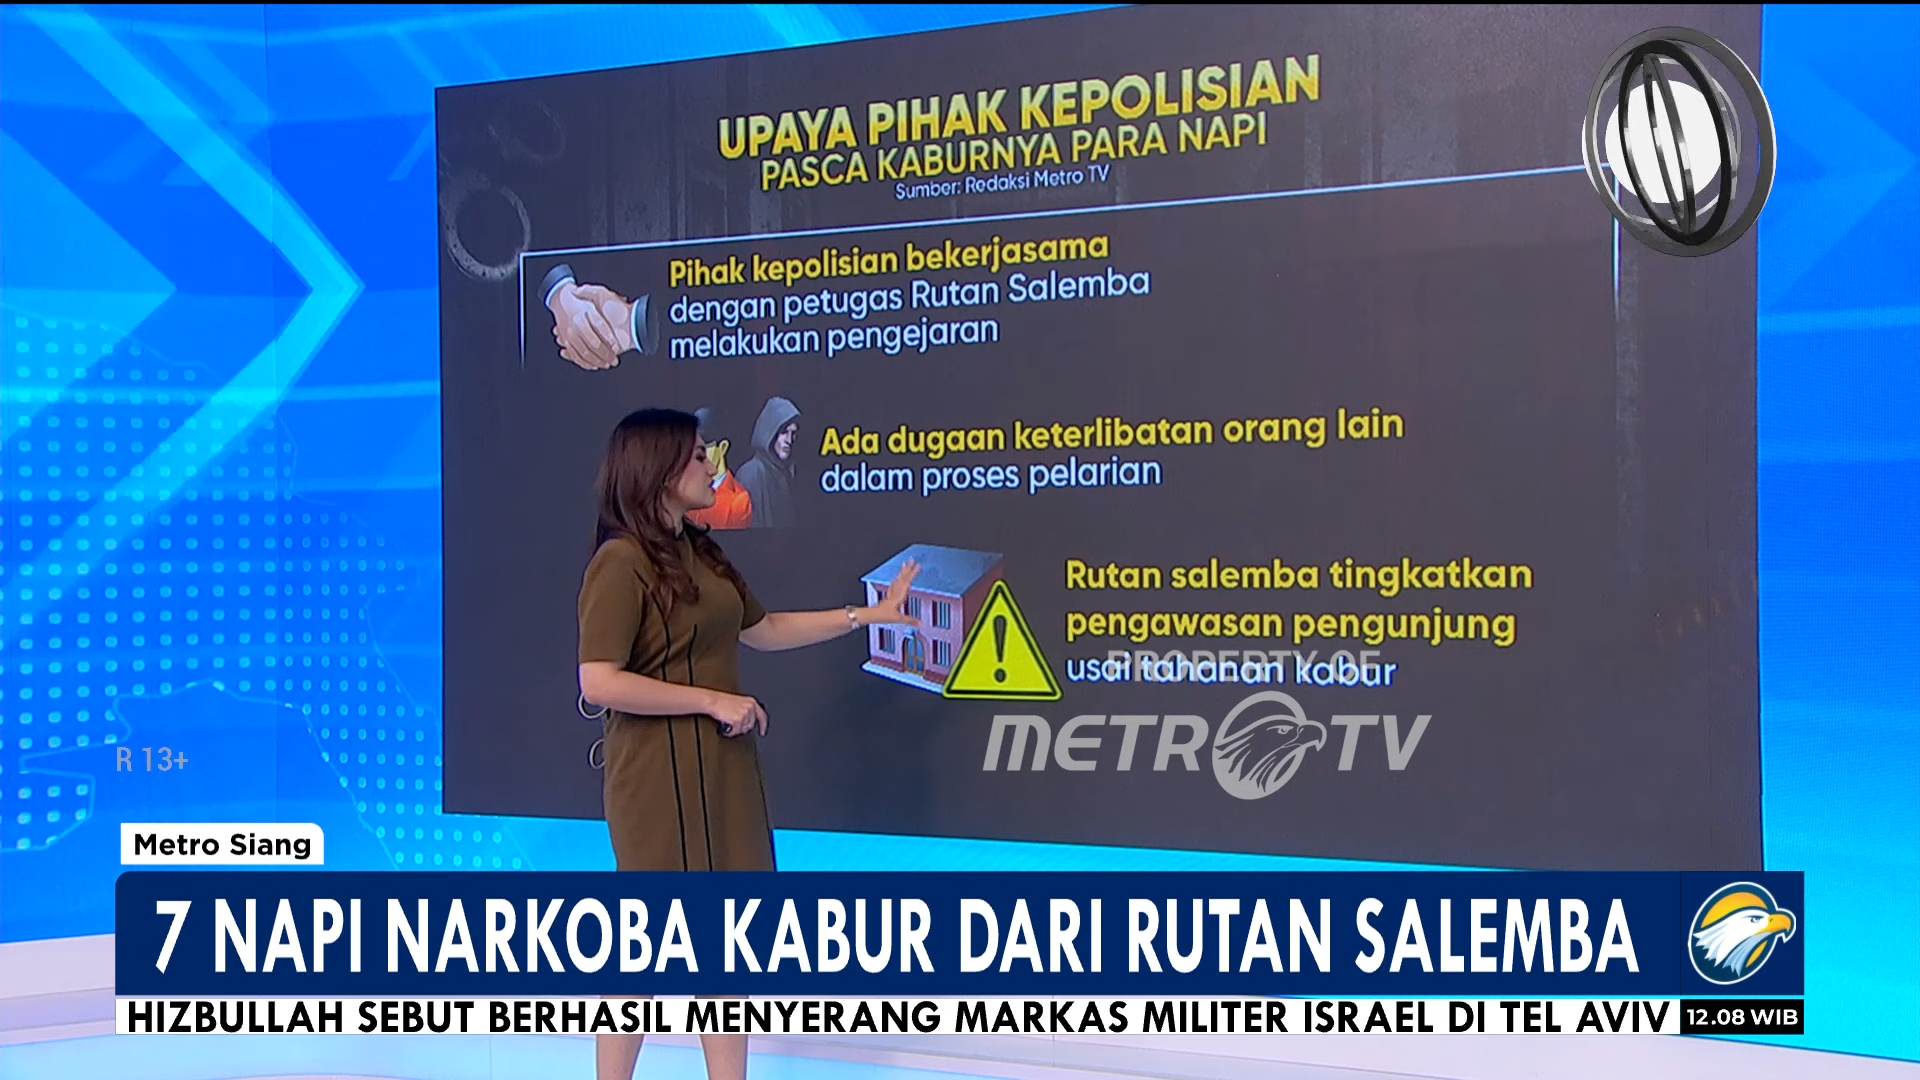 UPAYA PIHAK KEPOLISIAN
PASCA KABURNYA PARA NAPI
Sumber: Redaksi Metro TV
Pihak kepolisian bekerjasama
dengan petugas Rutan Salemba
melakukan pengejaran
Ada dugaan keterlibatan orang lain
dalam proses pelarian
Rutan salemba tingkatkan
pengawasan pengunjung
usai tahanan kabur
PROPERTY OF
METRO TV
R 13+
Metro Siang
7 NAPI NARKOBA KABUR DARI RUTAN SALEMBA
HIZBULLAH SEBUT BERHASIL MENYERANG MARKAS MILITER ISRAEL DI TEL AVIV
12.08 WIB